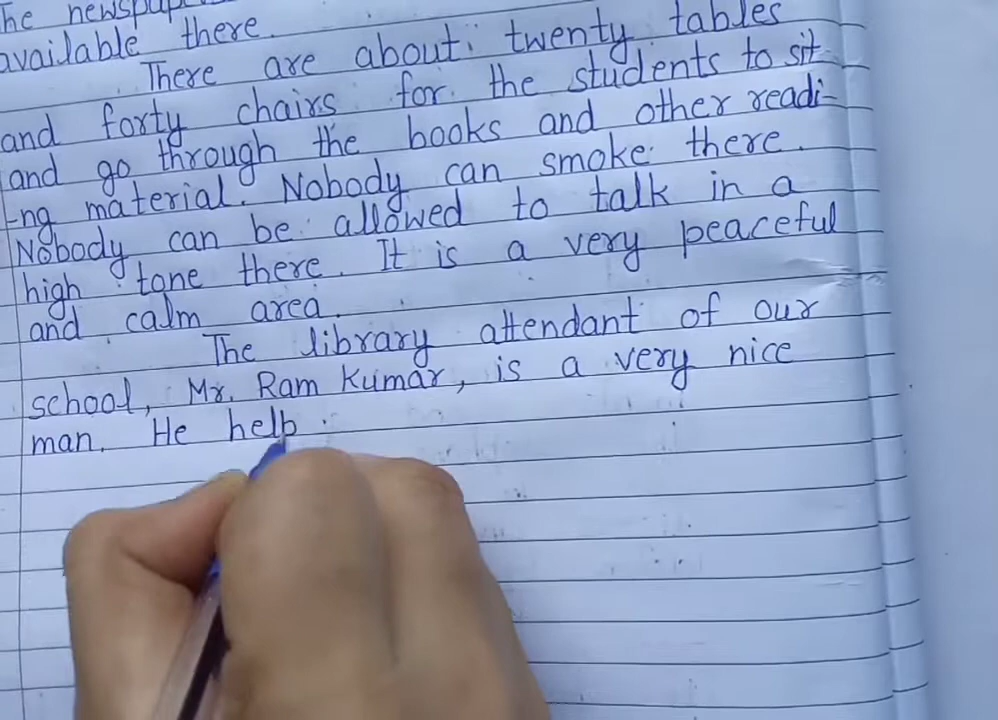 The newspap
available there.
There are about twenty tables
and forty chairs for the students to sit
and go through the books and other readi-
-ng material. Nobody can smoke there.
Nobody can be allowed to talk in a
high tone there. It is a very peaceful
and calm area.
The library attendant of our
school, Mr. Ram Kumar, is a very nice
man. He help